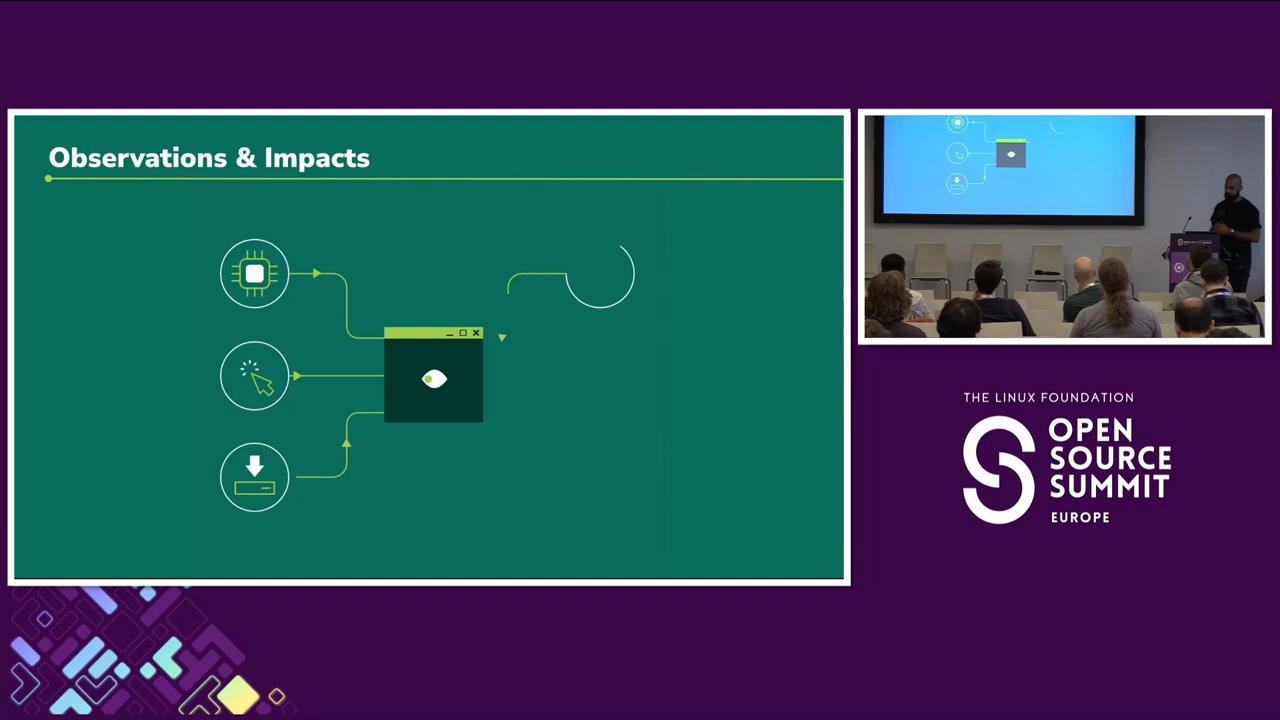 Observations & Impacts
THE LINUX FOUNDATION
OPEN
SOURCE
SUMMIT
EUROPE